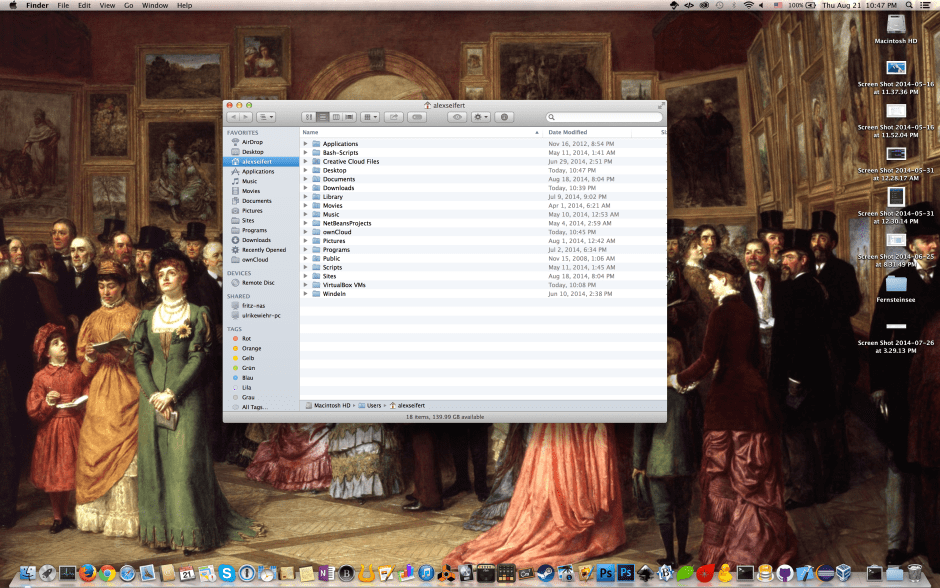 Finder File Edit View Go Window Help
100% Thu Aug 21 10:47 PM
Macintosh HD
Screen Shot 2014-05-16
at 11.37.36 PM
Screen Shot 2014-05-16
at 11.52.04 PM
Screen Shot 2014-05-31
at 12.28.17 AM
Screen Shot 2014-05-31
at 12.30.14 PM
Screen Shot 2014-06-25
at 8.31.49 PM
Fernsteinsee
Screen Shot 2014-07-26
at 3.29.13 PM
alexseifert
FAVORITES
AirDrop
Desktop
alexseifert
Applications
Music
Movies
Documents
Pictures
Sites
Programs
Downloads
Recently Opened
ownCloud
DEVICES
Remote Disc
SHARED
fritz-nas
ulrikewiehr-pc
TAGS
Rot
Orange
Gelb
Grün
Blau
Lila
Grau
All Tags...
Name Date Modified Si
Applications Nov 16, 2012, 8:54 PM
Bash-Scripts May 11, 2014, 1:41 AM
Creative Cloud Files Jun 29, 2014, 2:51 PM
Desktop Today, 10:47 PM
Documents Aug 18, 2014, 8:04 PM
Downloads Today, 10:39 PM
Library Jul 9, 2014, 9:02 PM
Movies Apr 1, 2014, 6:21 AM
Music May 10, 2014, 12:53 AM
NetBeansProjects May 4, 2014, 2:59 AM
ownCloud Today, 10:45 PM
Pictures Aug 1, 2014, 12:42 AM
Programs Jul 2, 2014, 6:34 PM
Public Nov 15, 2008, 1:06 AM
Scripts May 11, 2014, 1:45 AM
Sites Aug 18, 2014, 8:04 PM
VirtualBox VMs Today, 10:08 PM
Windeln Jun 10, 2014, 2:38 PM
Macintosh HD Users alexseifert
18 items, 139.99 GB available
21
Ps Ps